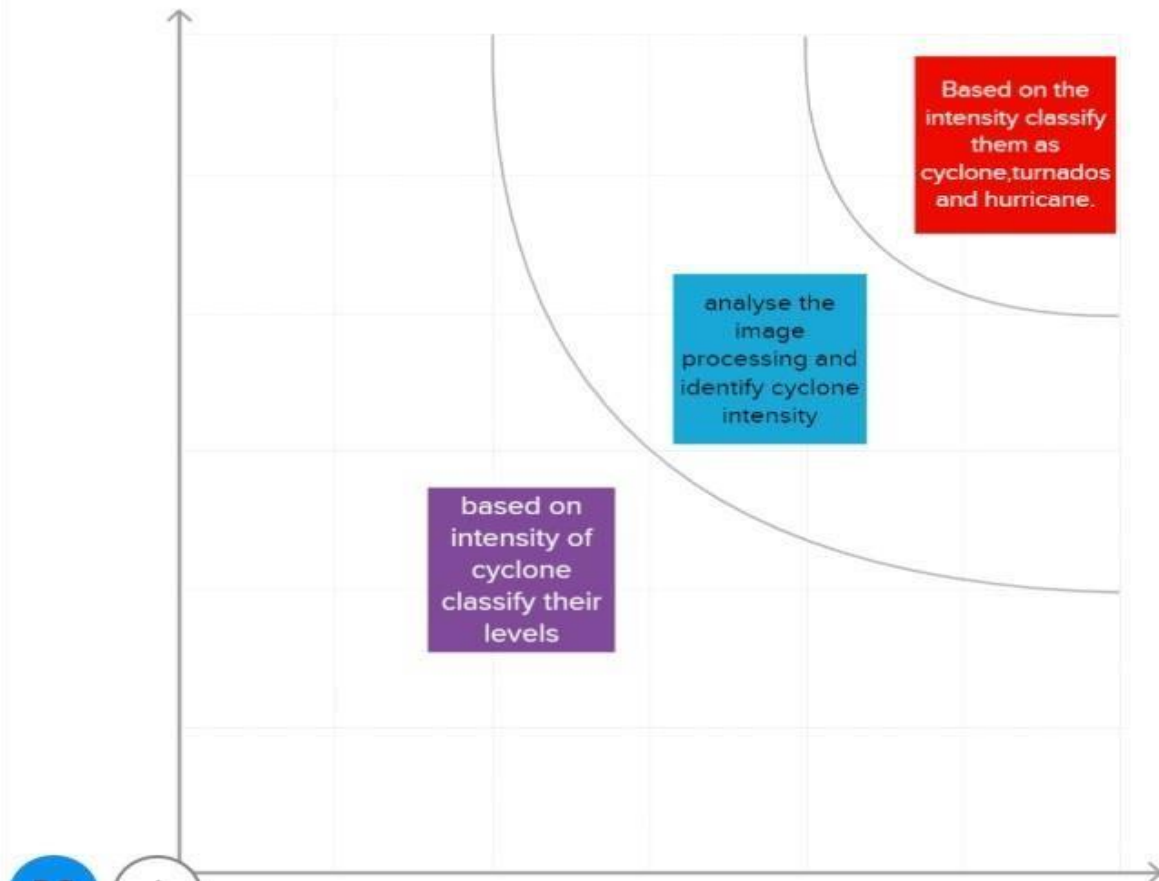 Based on the
intensity classify
them as
cyclone,turnados
and hurricane.
analyse the
image
processing and
identify cyclone
intensity
based on
intensity of
cyclone
classify their
levels